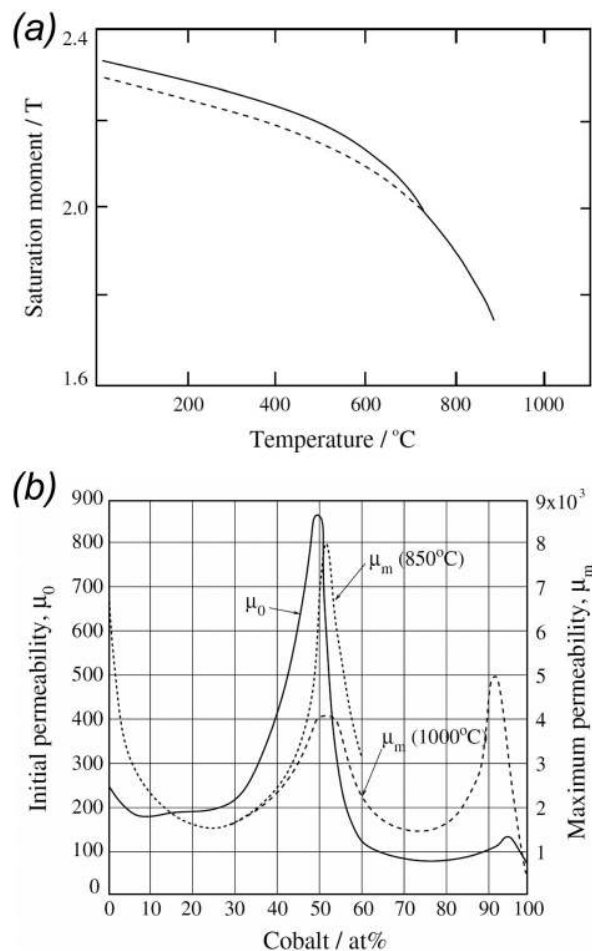 (a)
2.4
2.0
1.6
Saturation moment / T
200 400 600 800 1000
Temperature / °C
(b)
900
800
700
600
500
400
300
200
100
0
Initial permeability, μ0
9x10³
8
7
6
5
4
3
2
1
Maximum permeability, μm
μ0
μm (850°C)
μm (1000°C)
0 10 20 30 40 50 60 70 80 90 100
Cobalt / at%